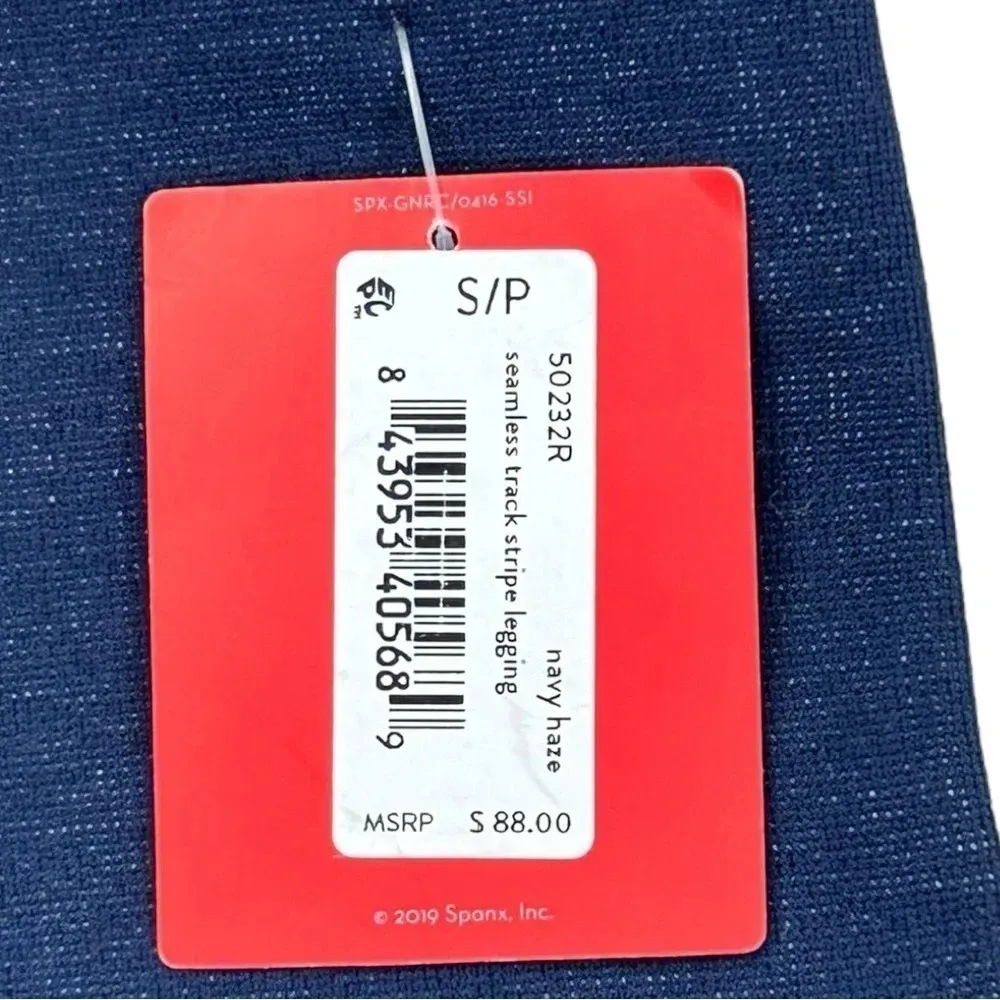 SPX-GNRC/0416 SSI
EPC™
S/P
50232R navy haze
seamless track stripe legging
8 43953 40568 9
MSRP $ 88.00
© 2019 Spanx, Inc.